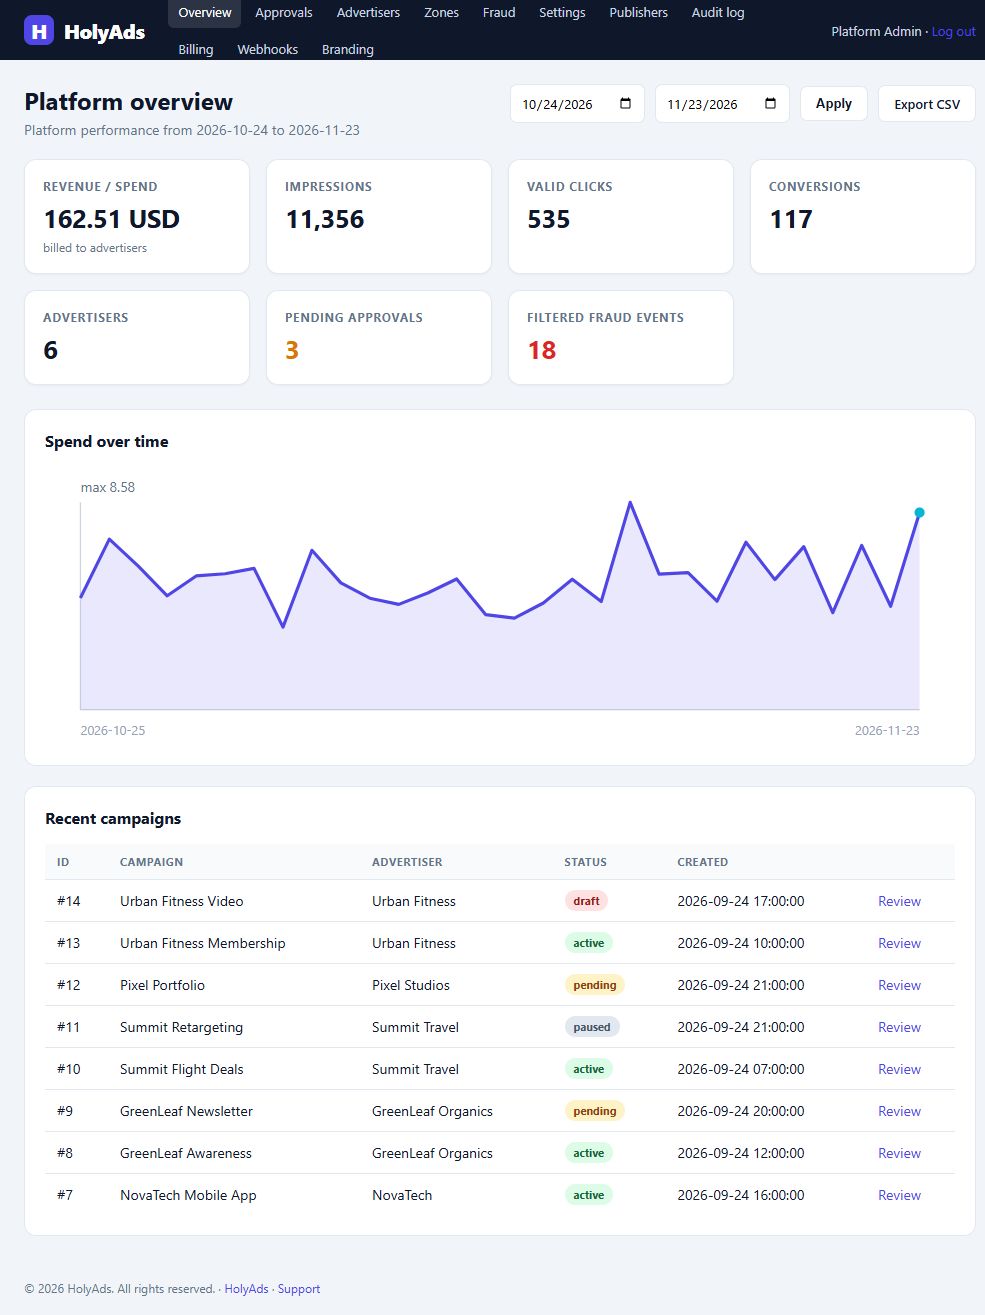 H HolyAds
Overview Approvals Advertisers Zones Fraud Settings Publishers Audit log
Billing Webhooks Branding
Platform Admin · Log out
Platform overview
Platform performance from 2026-10-24 to 2026-11-23
10/24/2026 11/23/2026 Apply Export CSV
REVENUE / SPEND
162.51 USD
billed to advertisers
IMPRESSIONS
11,356
VALID CLICKS
535
CONVERSIONS
117
ADVERTISERS
6
PENDING APPROVALS
3
FILTERED FRAUD EVENTS
18
Spend over time
max 8.58
2026-10-25 2026-11-23
Recent campaigns
ID CAMPAIGN ADVERTISER STATUS CREATED
#14 Urban Fitness Video Urban Fitness draft 2026-09-24 17:00:00 Review
#13 Urban Fitness Membership Urban Fitness active 2026-09-24 10:00:00 Review
#12 Pixel Portfolio Pixel Studios pending 2026-09-24 21:00:00 Review
#11 Summit Retargeting Summit Travel paused 2026-09-24 21:00:00 Review
#10 Summit Flight Deals Summit Travel active 2026-09-24 07:00:00 Review
#9 GreenLeaf Newsletter GreenLeaf Organics pending 2026-09-24 20:00:00 Review
#8 GreenLeaf Awareness GreenLeaf Organics active 2026-09-24 12:00:00 Review
#7 NovaTech Mobile App NovaTech active 2026-09-24 16:00:00 Review
© 2026 HolyAds. All rights reserved. · HolyAds · Support